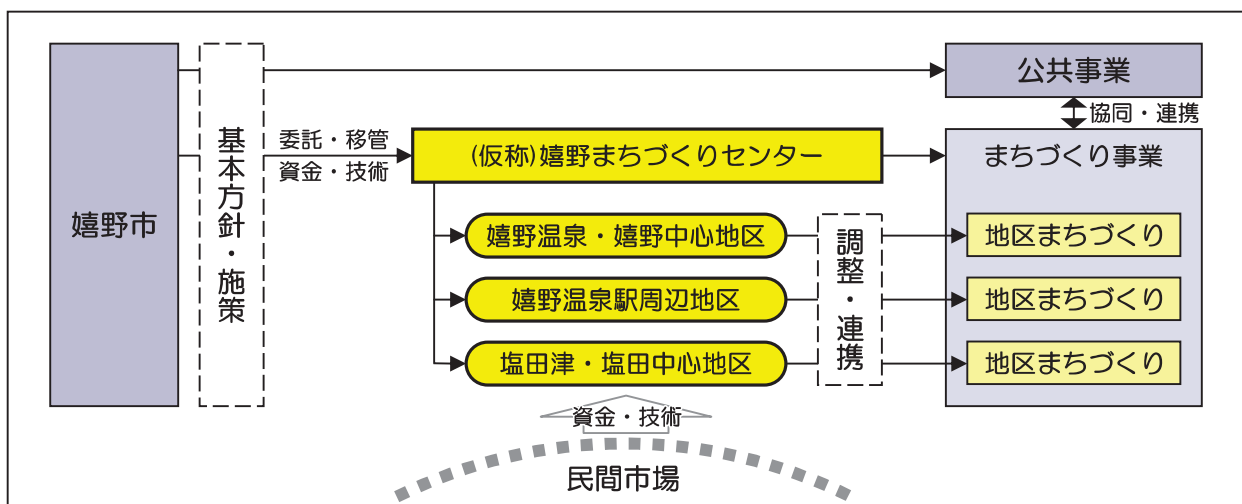 嬉野市
基本方針・施策
公共事業
協同・連携
委託・移管
資金・技術
(仮称)嬉野まちづくりセンター
まちづくり事業
嬉野温泉・嬉野中心地区
嬉野温泉駅周辺地区
塩田津・塩田中心地区
調整・連携
地区まちづくり
地区まちづくり
地区まちづくり
資金・技術
民間市場